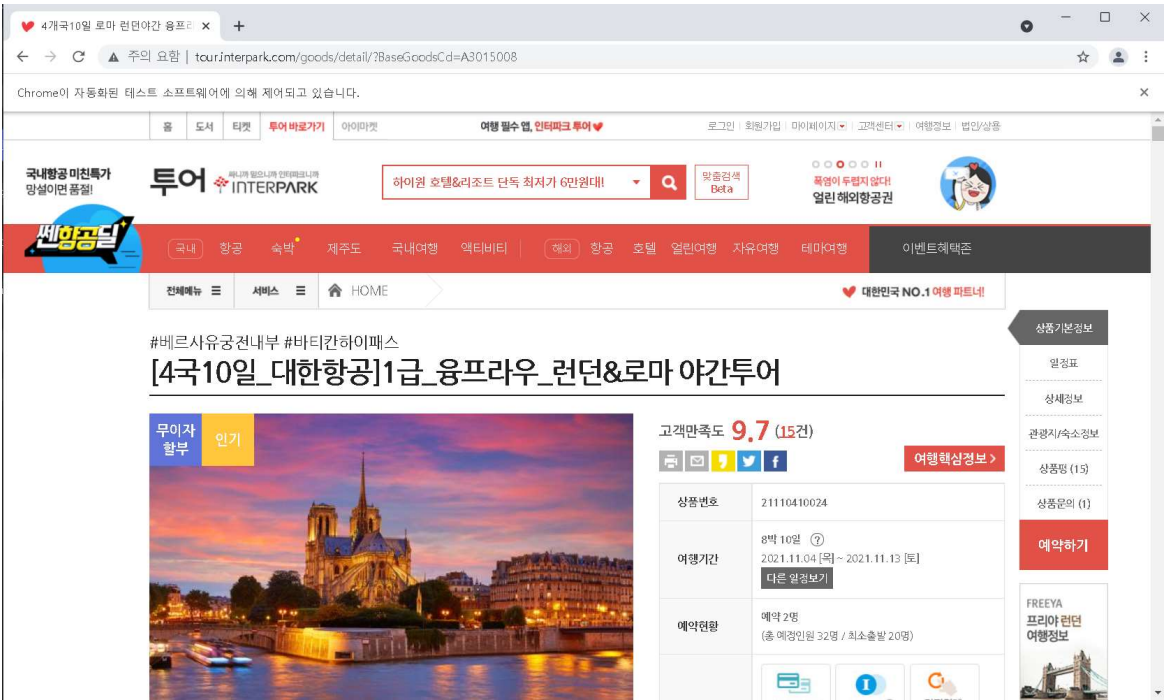 4개국10일 로마 런던야간 융프라
주의 요함 | tour.interpark.com/goods/detail/?BaseGoodsCd=A3015008
Chrome이 자동화된 테스트 소프트웨어에 의해 제어되고 있습니다.
홈 도서 티켓 투어 바로가기 아이마켓 여행 필수 앱, 인터파크 투어 로그인 회원가입 마이페이지 고객센터 여행정보 법인/상용
국내항공 미친특가
망설이면 품절!
쎈항공딜
투어 싸니까 믿으니까 인터파크니까
INTERPARK
하이원 호텔&리조트 단독 최저가 6만원대!
맞춤검색
Beta
폭염이 두렵지 않다!
얼린 해외항공권
국내 항공 숙박 제주도 국내여행 액티비티 해외 항공 호텔 얼린여행 자유여행 테마여행 이벤트혜택존
전체메뉴 서비스 HOME 대한민국 NO.1 여행 파트너!
#베르사유궁전내부 #바티칸하이패스
[4국10일_대한항공]1급_융프라우_런던&로마 야간투어
무이자
할부
인기
고객만족도 9.7 (15건)
f
여행핵심정보 >
상품번호 21110410024
여행기간
8박 10일 ?
2021.11.04 [목] ~ 2021.11.13 [토]
다른 일정보기
예약현황
예약 2명
(총 예정인원 32명 / 최소출발 20명)
상품기본정보
일정표
상세정보
관광지/숙소정보
상품평 (15)
상품문의 (1)
예약하기
FREEYA
프리야 런던
여행정보